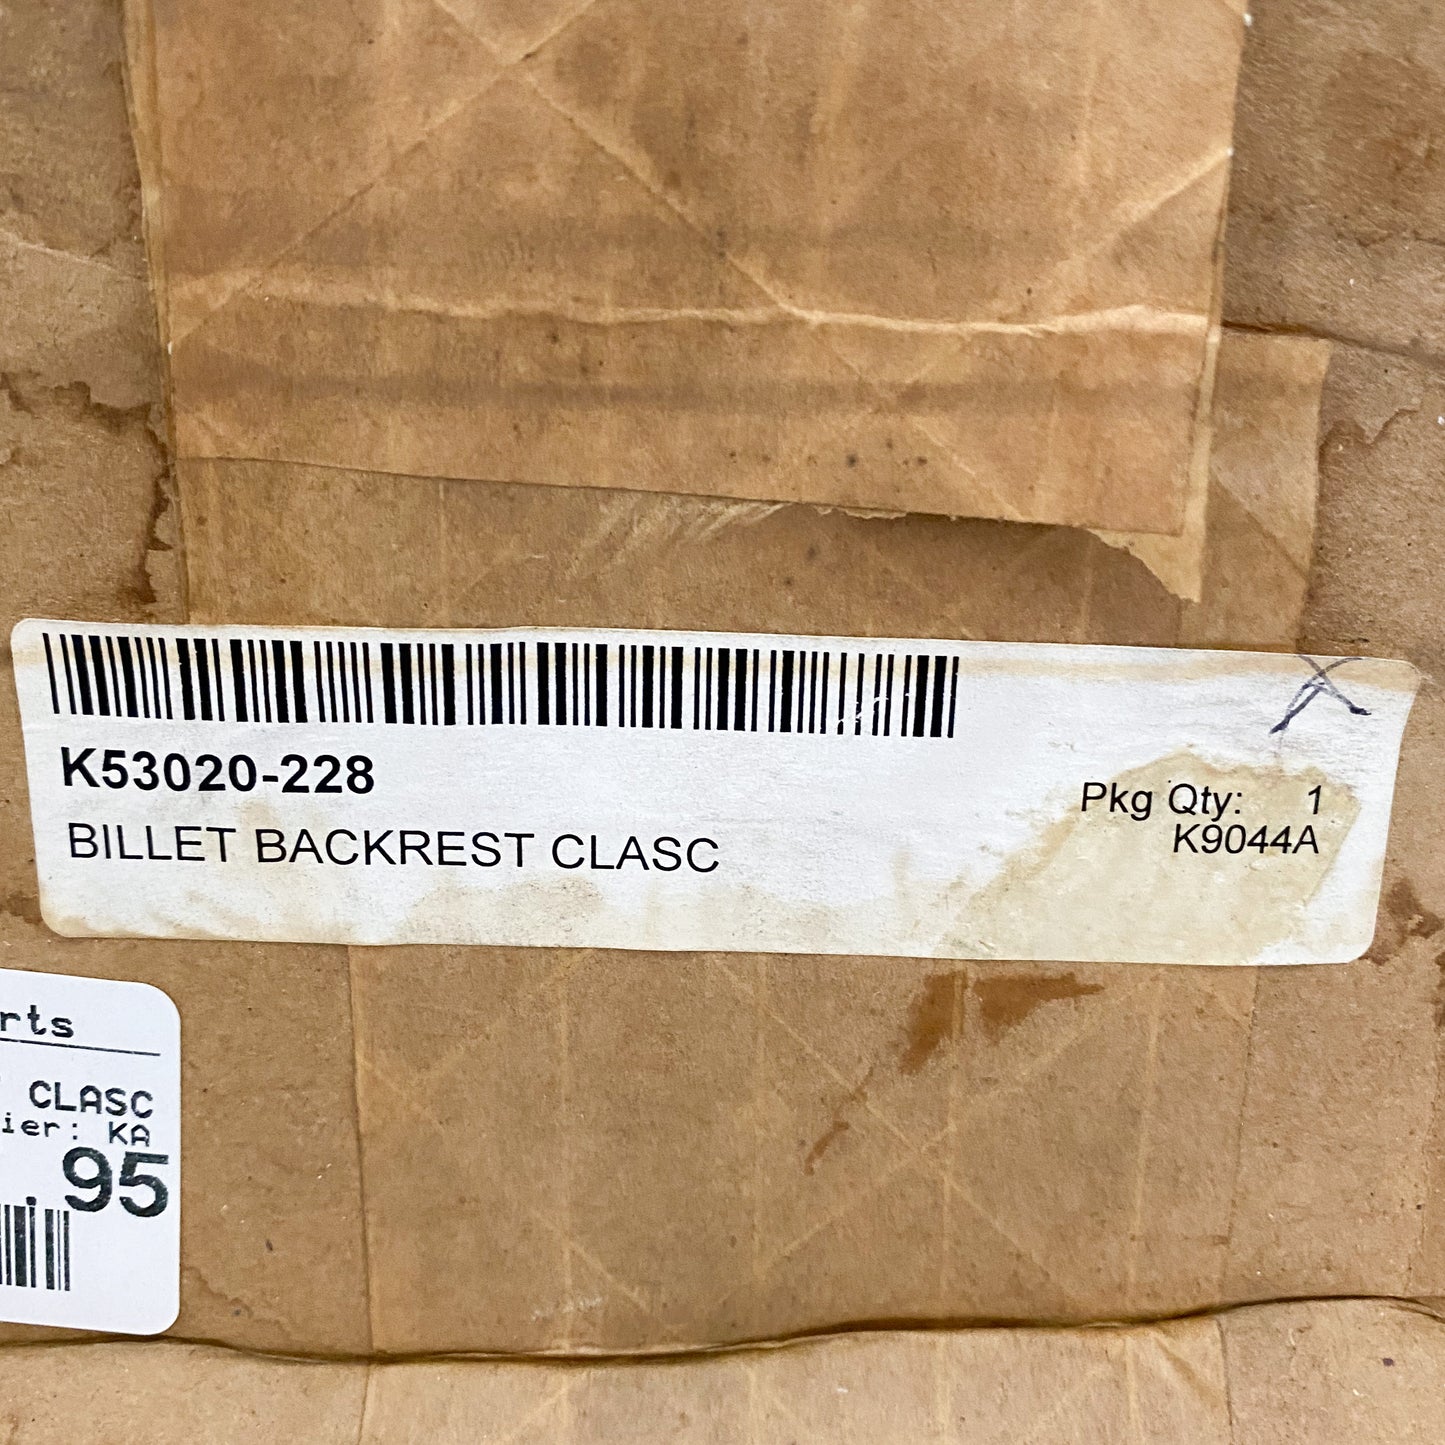 K53020-228
BILLET BACKREST CLASC
Pkg Qty: 1
K9044A
rts
CLASC
ier: KA
.95